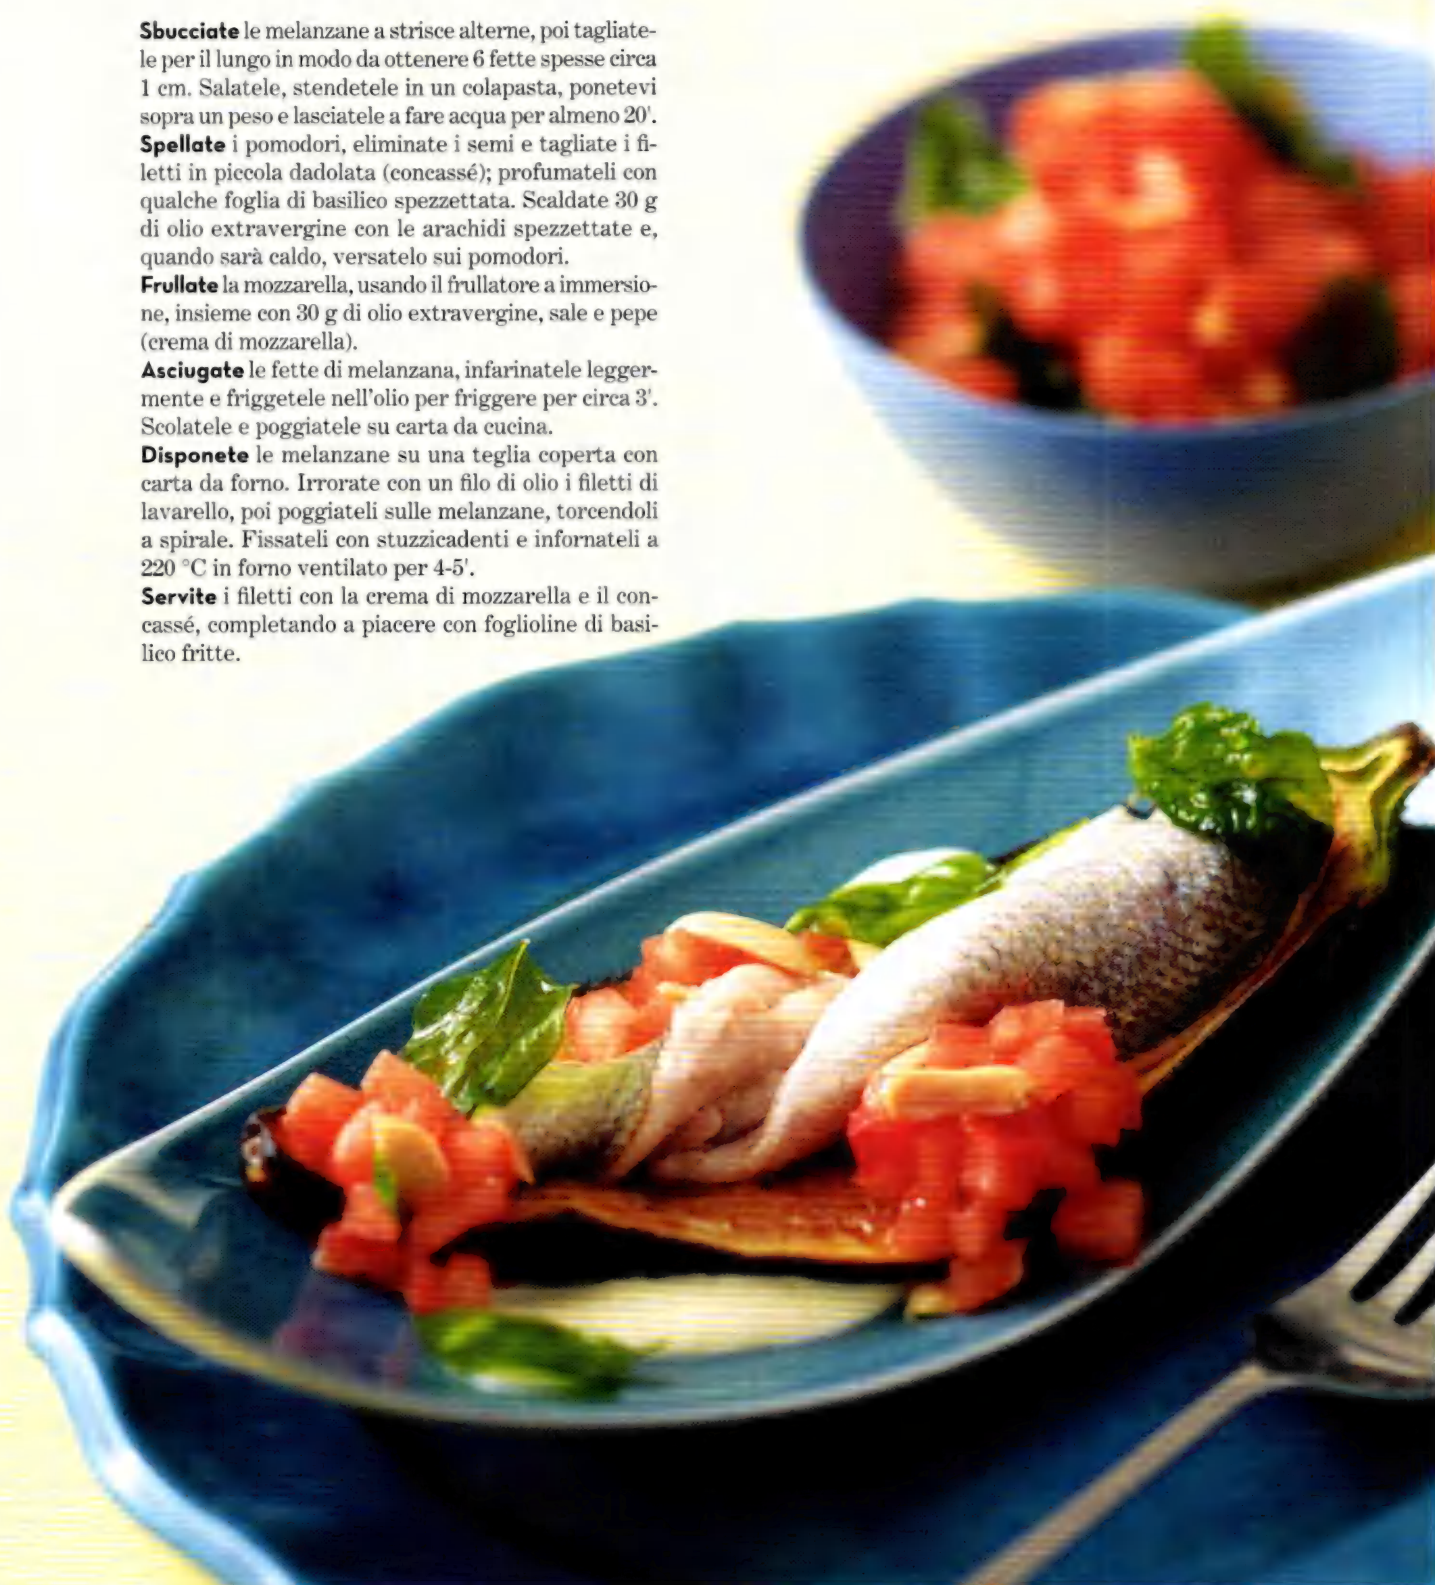 Sbucciate le melanzane a strisce alterne, poi tagliate-
le per il lungo in modo da ottenere 6 fette spesse circa
1 cm. Salatele, stendetele in un colapasta, ponetevi
sopra un peso e lasciatele a fare acqua per almeno 20'.
Spellate i pomodori, eliminate i semi e tagliate i fi-
letti in piccola dadolata (concassé); profumateli con
qualche foglia di basilico spezzettata. Scaldate 30 g
di olio extravergine con le arachidi spezzettate e,
quando sarà caldo, versatelo sui pomodori.
Frullate la mozzarella, usando il frullatore a immersio-
ne, insieme con 30 g di olio extravergine, sale e pepe
(crema di mozzarella).
Asciugate le fette di melanzana, infarinatele legger-
mente e friggetele nell'olio per friggere per circa 3'.
Scolatele e poggiatele su carta da cucina.
Disponete le melanzane su una teglia coperta con
carta da forno. Irrorate con un filo di olio i filetti di
lavarello, poi poggiateli sulle melanzane, torcendoli
a spirale. Fissateli con stuzzicadenti e infornateli a
220 °C in forno ventilato per 4-5'.
Servite i filetti con la crema di mozzarella e il con-
cassé, completando a piacere con foglioline di basi-
lico fritte.